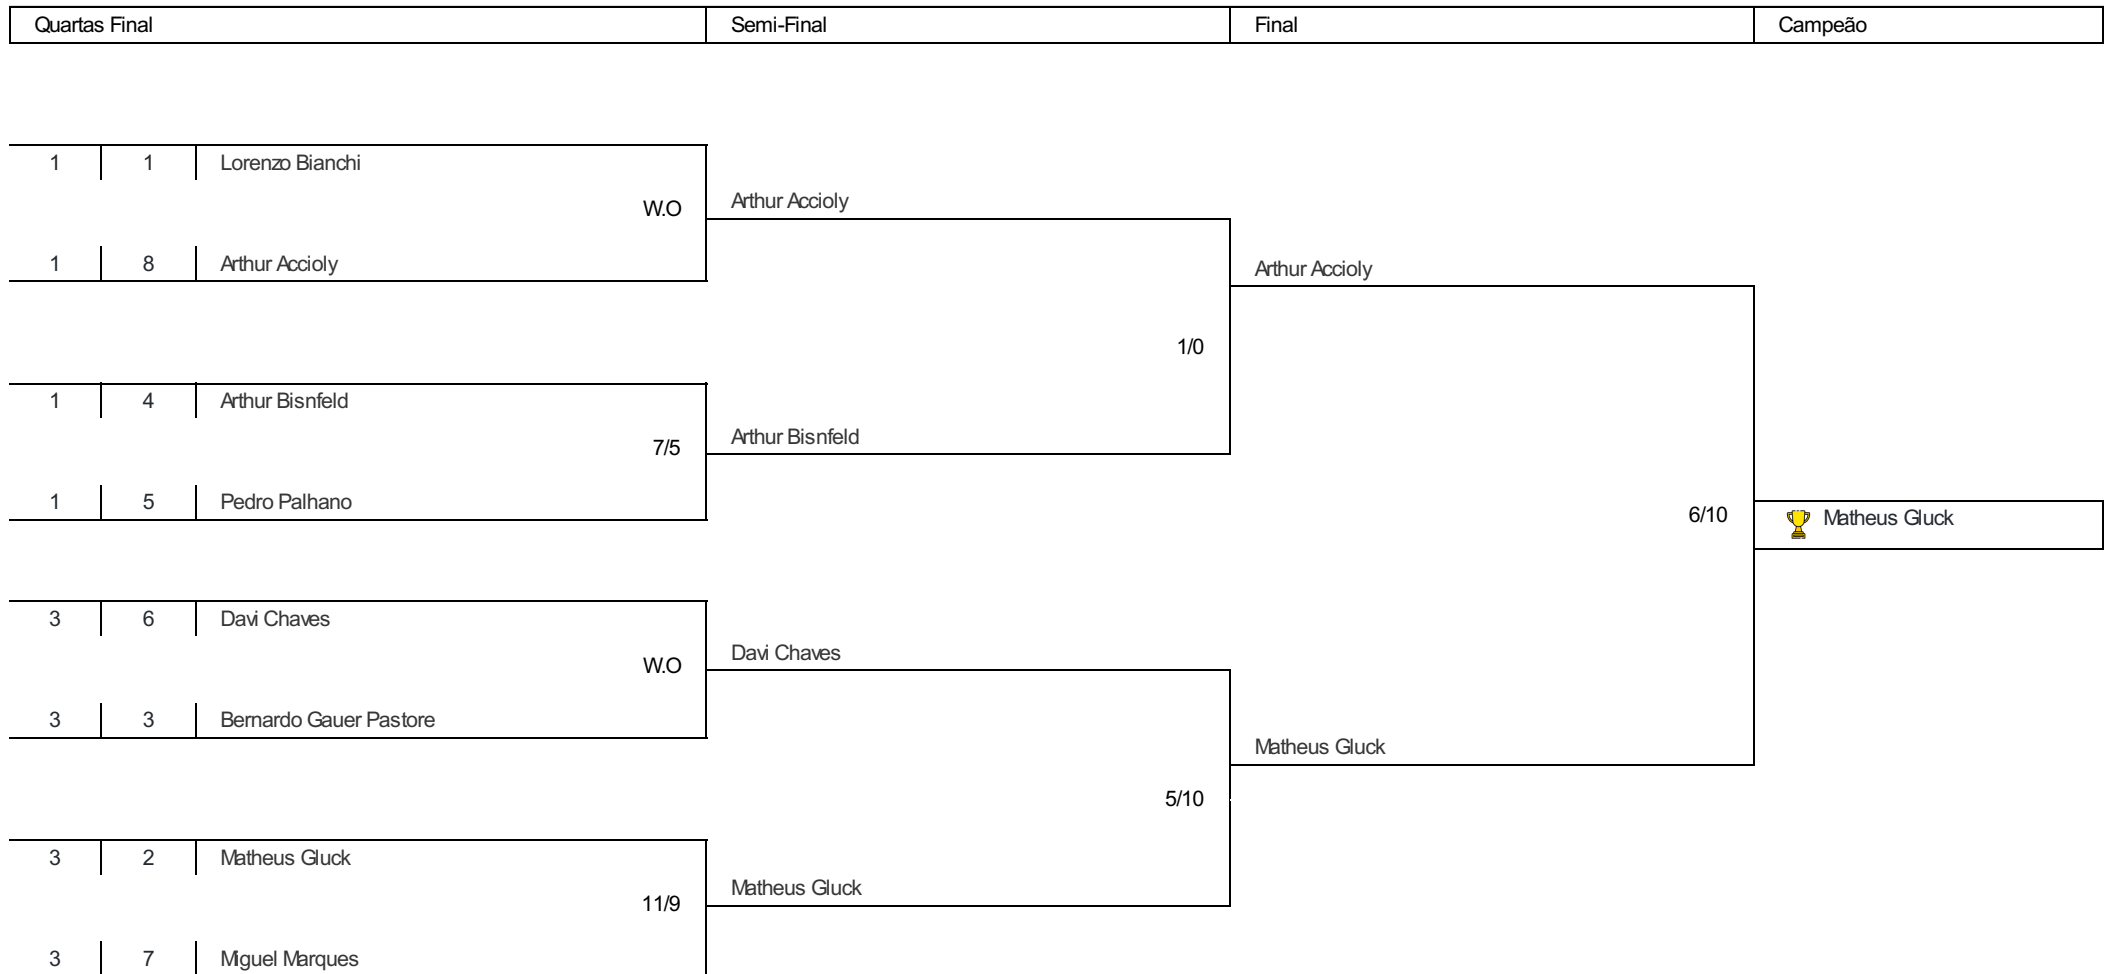 Quartas Final Semi-Final Final Campeão
1 1 Lorenzo Bianchi
W.O
Arthur Accioly
1 8 Arthur Accioly
Arthur Accioly
1/0
1 4 Arthur Bisnfeld
7/5
Arthur Bisnfeld
1 5 Pedro Palhano
6/10
Matheus Gluck
3 6 Davi Chaves
W.O
Davi Chaves
3 3 Bernardo Gauer Pastore
Matheus Gluck
5/10
3 2 Matheus Gluck
11/9
Matheus Gluck
3 7 Miguel Marques